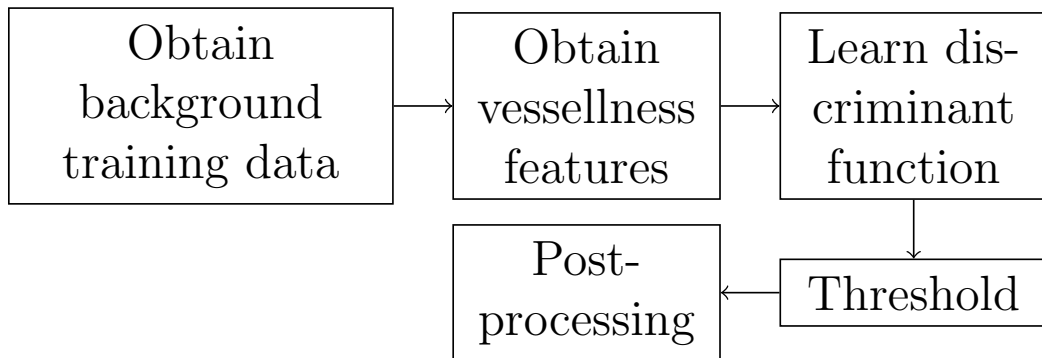 Obtain
background
training data
Obtain
vessellness
features
Learn dis-
criminant
function
Threshold
Post-
processing